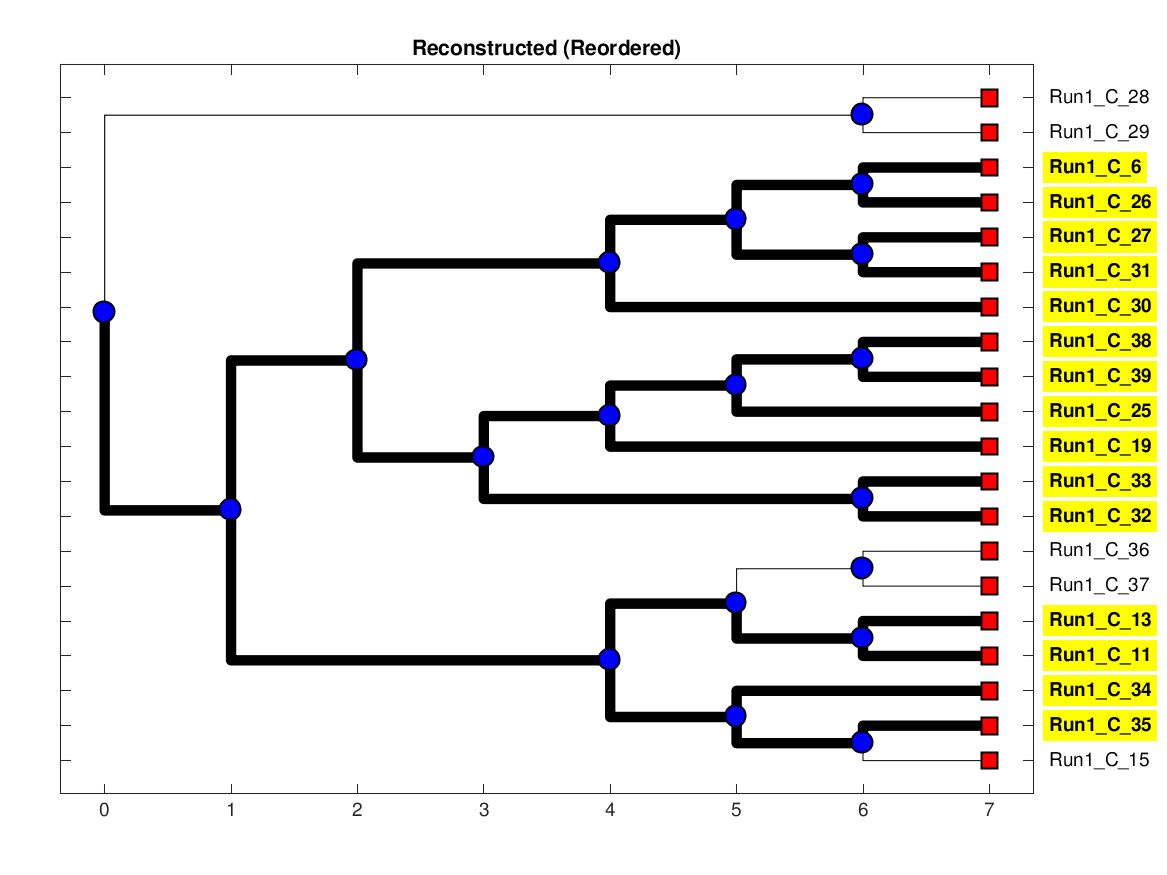 Reconstructed (Reordered)
Run1_C_28
Run1_C_29
Run1_C_6
Run1_C_26
Run1_C_27
Run1_C_31
Run1_C_30
Run1_C_38
Run1_C_39
Run1_C_25
Run1_C_19
Run1_C_33
Run1_C_32
Run1_C_36
Run1_C_37
Run1_C_13
Run1_C_11
Run1_C_34
Run1_C_35
Run1_C_15
0 1 2 3 4 5 6 7